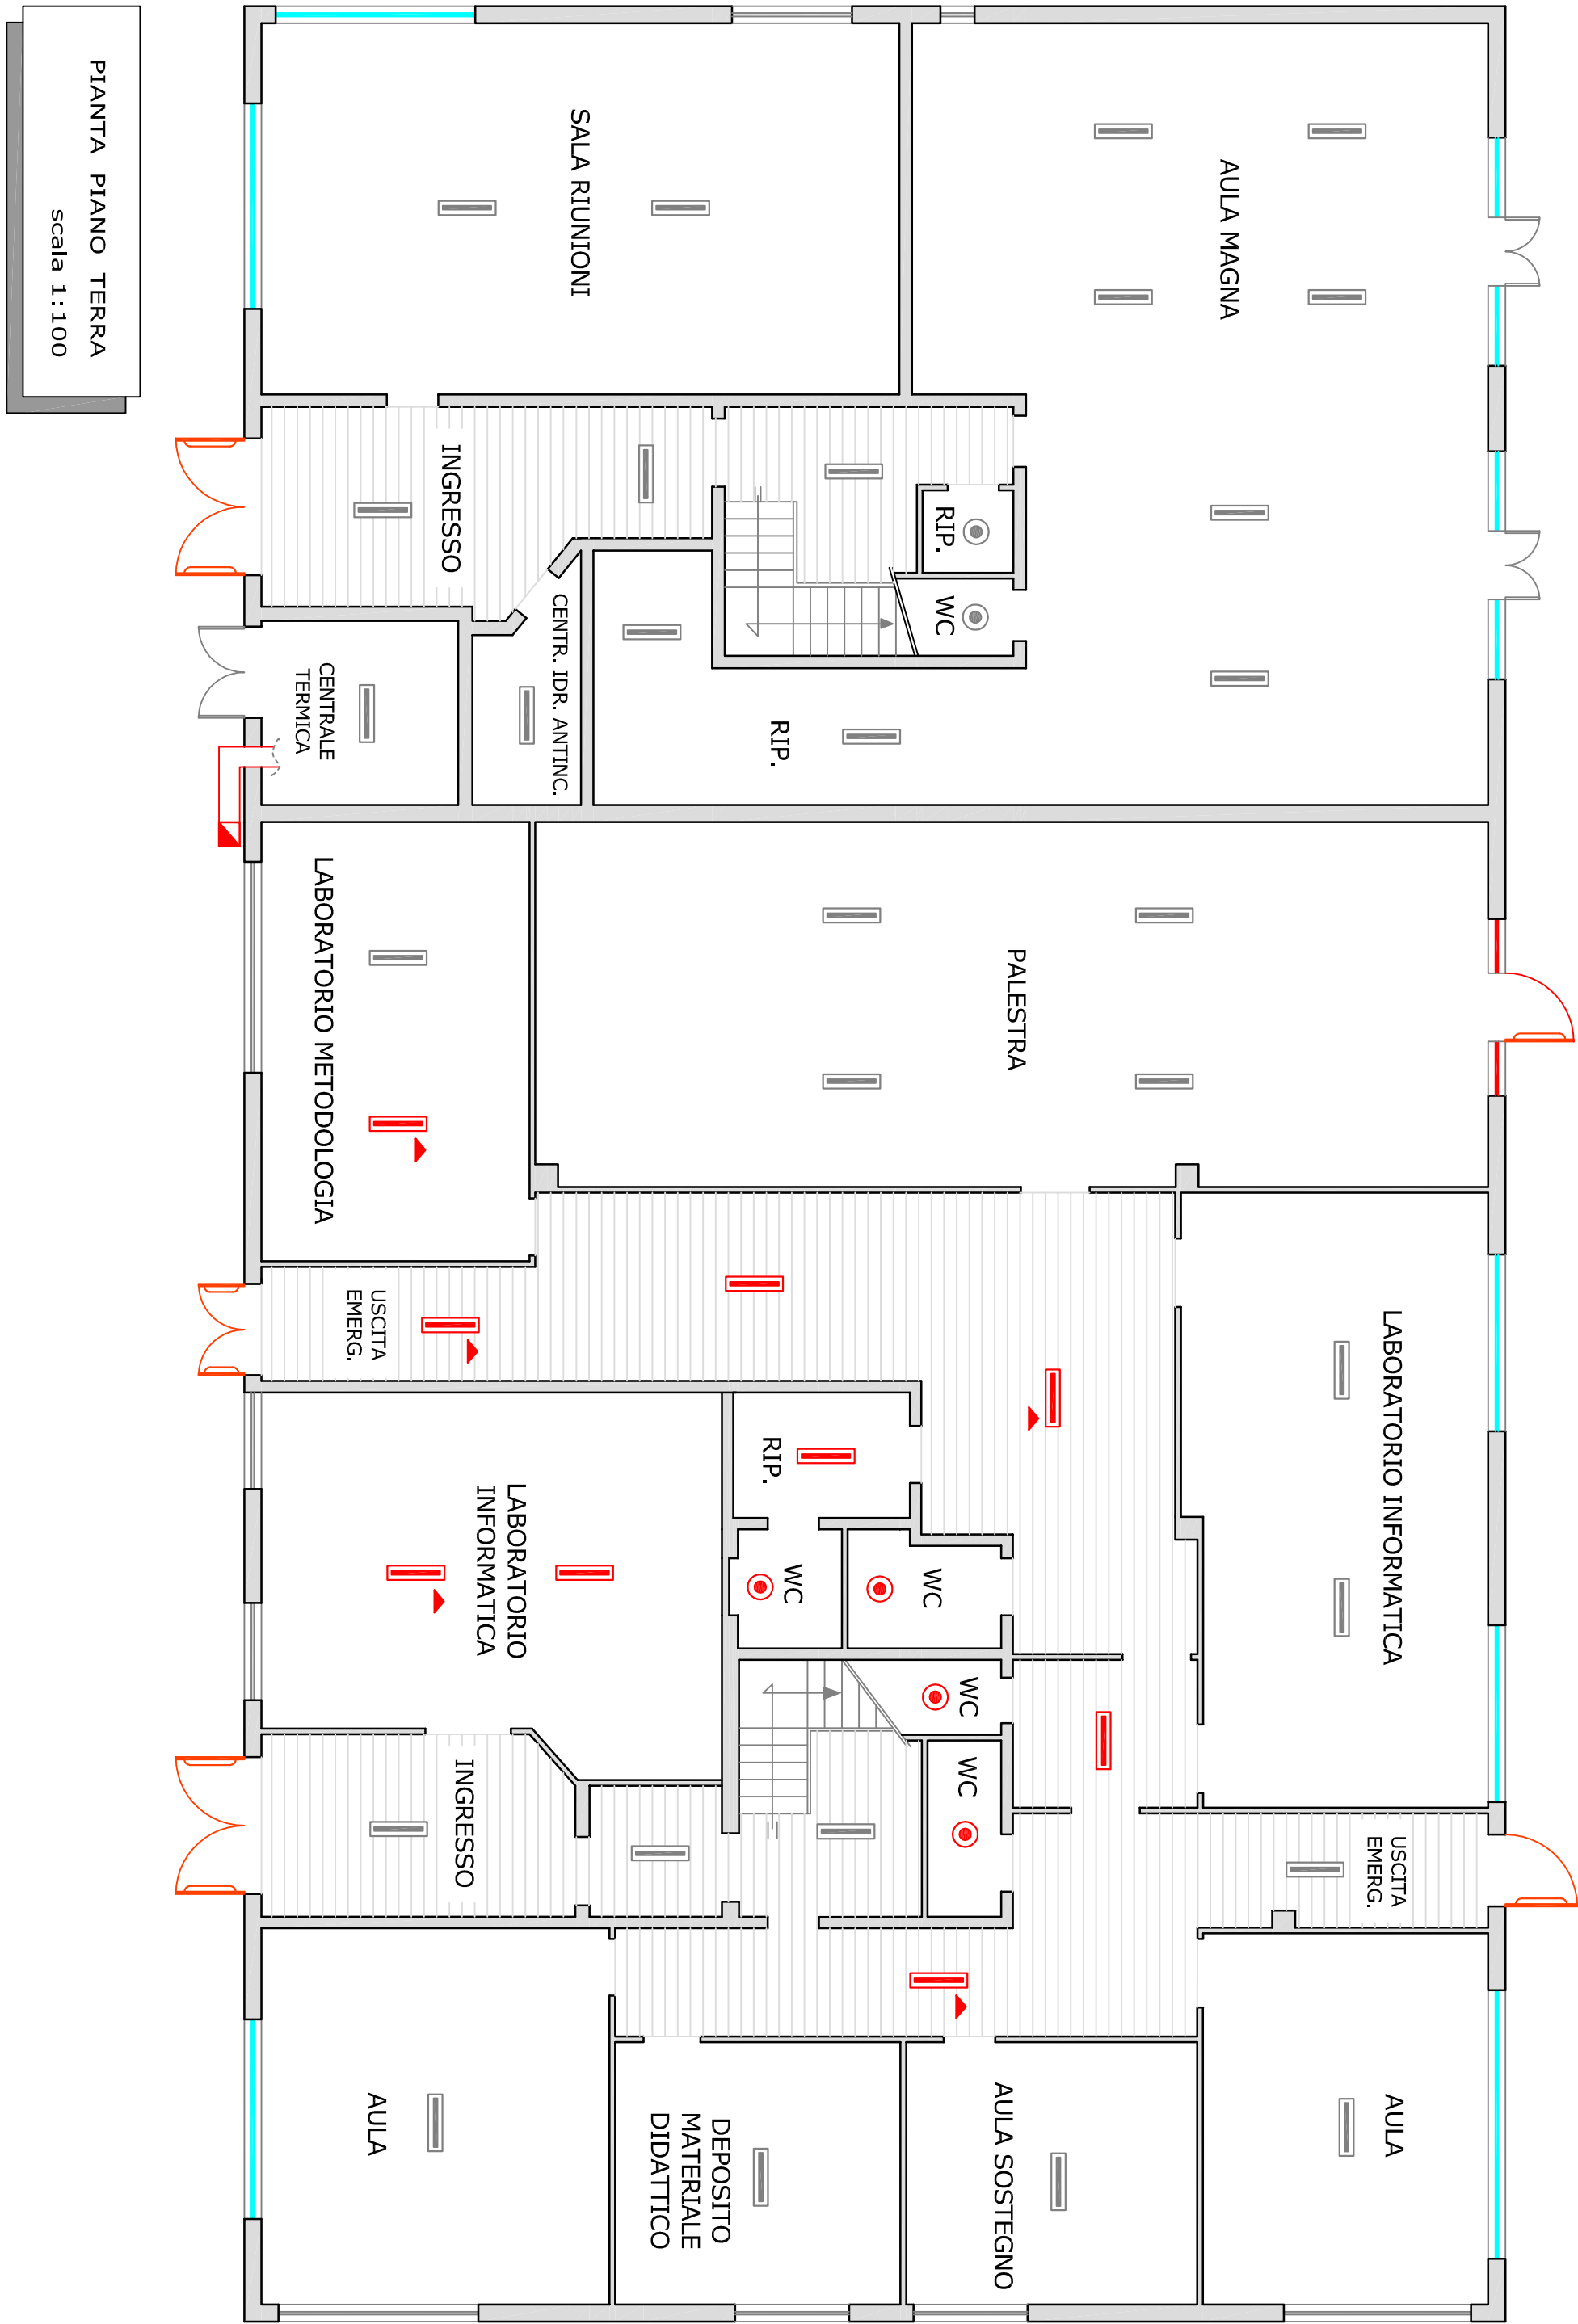 PIANTA PIANO TERRA
scala 1:100
SALA RIUNIONI
AULA MAGNA
INGRESSO
RIP.
WC
CENTR. IDR. ANTINC.
CENTRALE
TERMICA
RIP.
LABORATORIO METODOLOGIA
PALESTRA
USCITA
EMERG.
LABORATORIO INFORMATICA
RIP.
LABORATORIO
INFORMATICA
WC
WC
WC
WC
INGRESSO
USCITA
EMERG.
AULA
DEPOSITO
MATERIALE
DIDATTICO
AULA SOSTEGNO
AULA